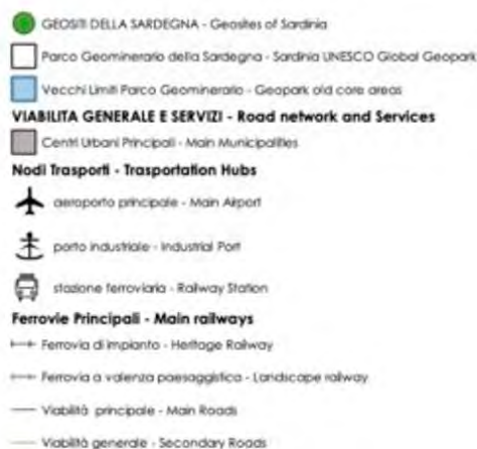 GEOSITI DELLA SARDEGNA - Geosites of Sardinia
Parco Geominerario della Sardegna - Sardinia UNESCO Global Geopark
Vecchi Limiti Parco Geominerario - Geopark old core areas
VIABILITA GENERALE E SERVIZI - Road network and Services
Centri Urbani Principali - Main Municipalities
Nodi Trasporti - Trasportation Hubs
aeroporto principale - Main Airport
porto industriale - Industrial Port
stazione ferroviaria - Railway Station
Ferrovie Principali - Main railways
Ferrovia di impianto - Heritage Railway
Ferrovia a valenza paesaggistica - Landscape railway
Viabilità principale - Main Roads
Viabilità generale - Secondary Roads